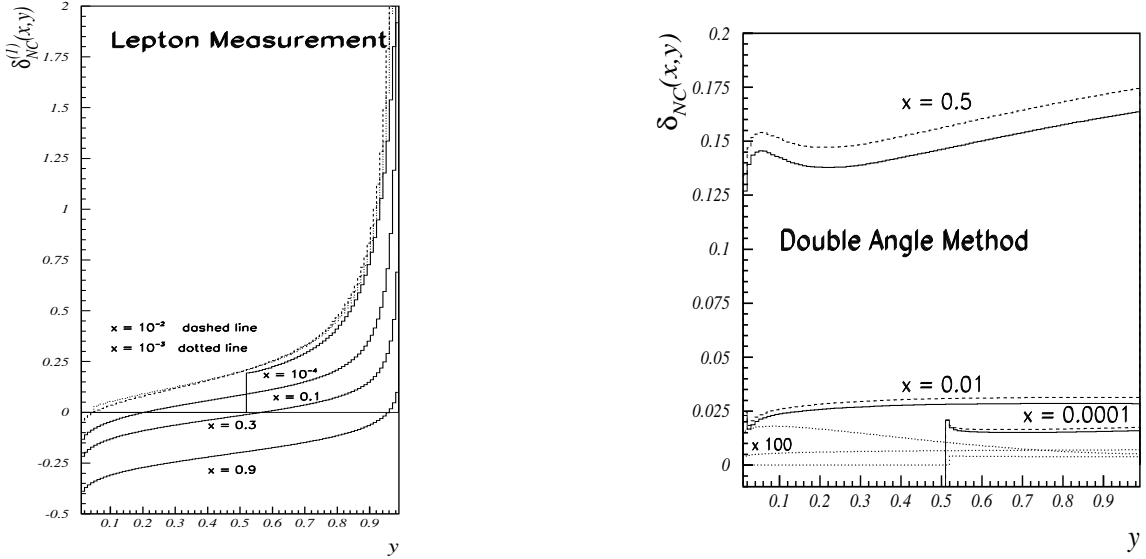 δ_NC^(l)(x,y)
2
1.75
1.5
1.25
1
0.75
0.5
0.25
0
-0.25
-0.5
Lepton Measurement
x = 10⁻² dashed line
x = 10⁻³ dotted line
x = 10⁻⁴
x = 0.1
x = 0.3
x = 0.9
0.1 0.2 0.3 0.4 0.5 0.6 0.7 0.8 0.9
y
δ_NC(x,y)
0.2
0.175
0.15
0.125
0.1
0.075
0.05
0.025
0
x = 0.5
Double Angle Method
x = 0.01
x = 0.0001
x 100
0.1 0.2 0.3 0.4 0.5 0.6 0.7 0.8 0.9
y